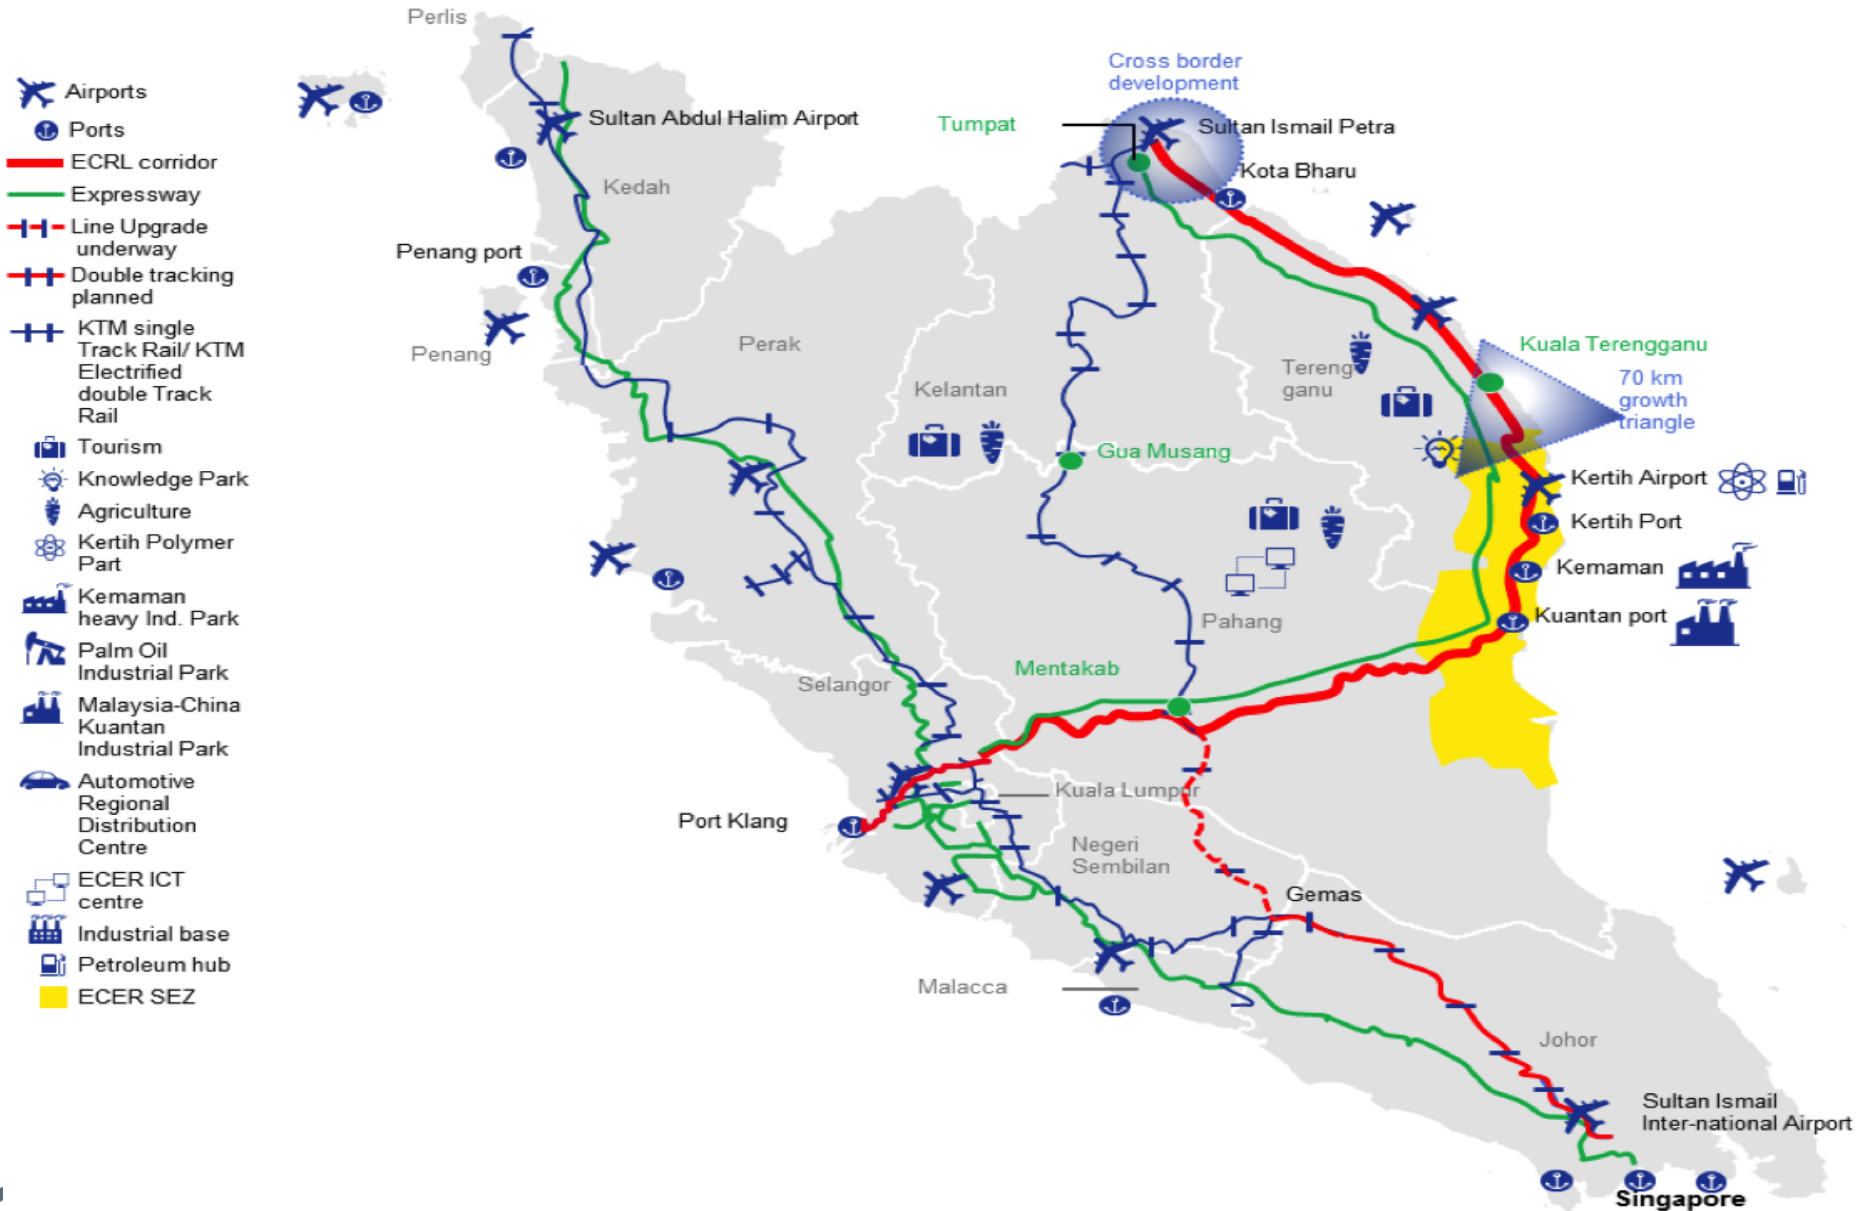 Airports
Ports
ECRL corridor
Expressway
Line Upgrade
underway
Double tracking
planned
KTM single
Track Rail/ KTM
Electrified
double Track
Rail
Tourism
Knowledge Park
Agriculture
Kertih Polymer
Part
Kemaman
heavy Ind. Park
Palm Oil
Industrial Park
Malaysia-China
Kuantan
Industrial Park
Automotive
Regional
Distribution
Centre
ECER ICT
centre
Industrial base
Petroleum hub
ECER SEZ
Perlis
Sultan Abdul Halim Airport
Kedah
Penang port
Penang
Perak
Cross border
development
Tumpat
Sultan Ismail Petra
Kota Bharu
Kelantan
Tereng
ganu
Kuala Terengganu
70 km
growth
triangle
Gua Musang
Kertih Airport
Kertih Port
Kemaman
Kuantan port
Pahang
Mentakab
Selangor
Port Klang
Kuala Lumpur
Negeri
Sembilan
Gemas
Malacca
Johor
Sultan Ismail
Inter-national Airport
Singapore